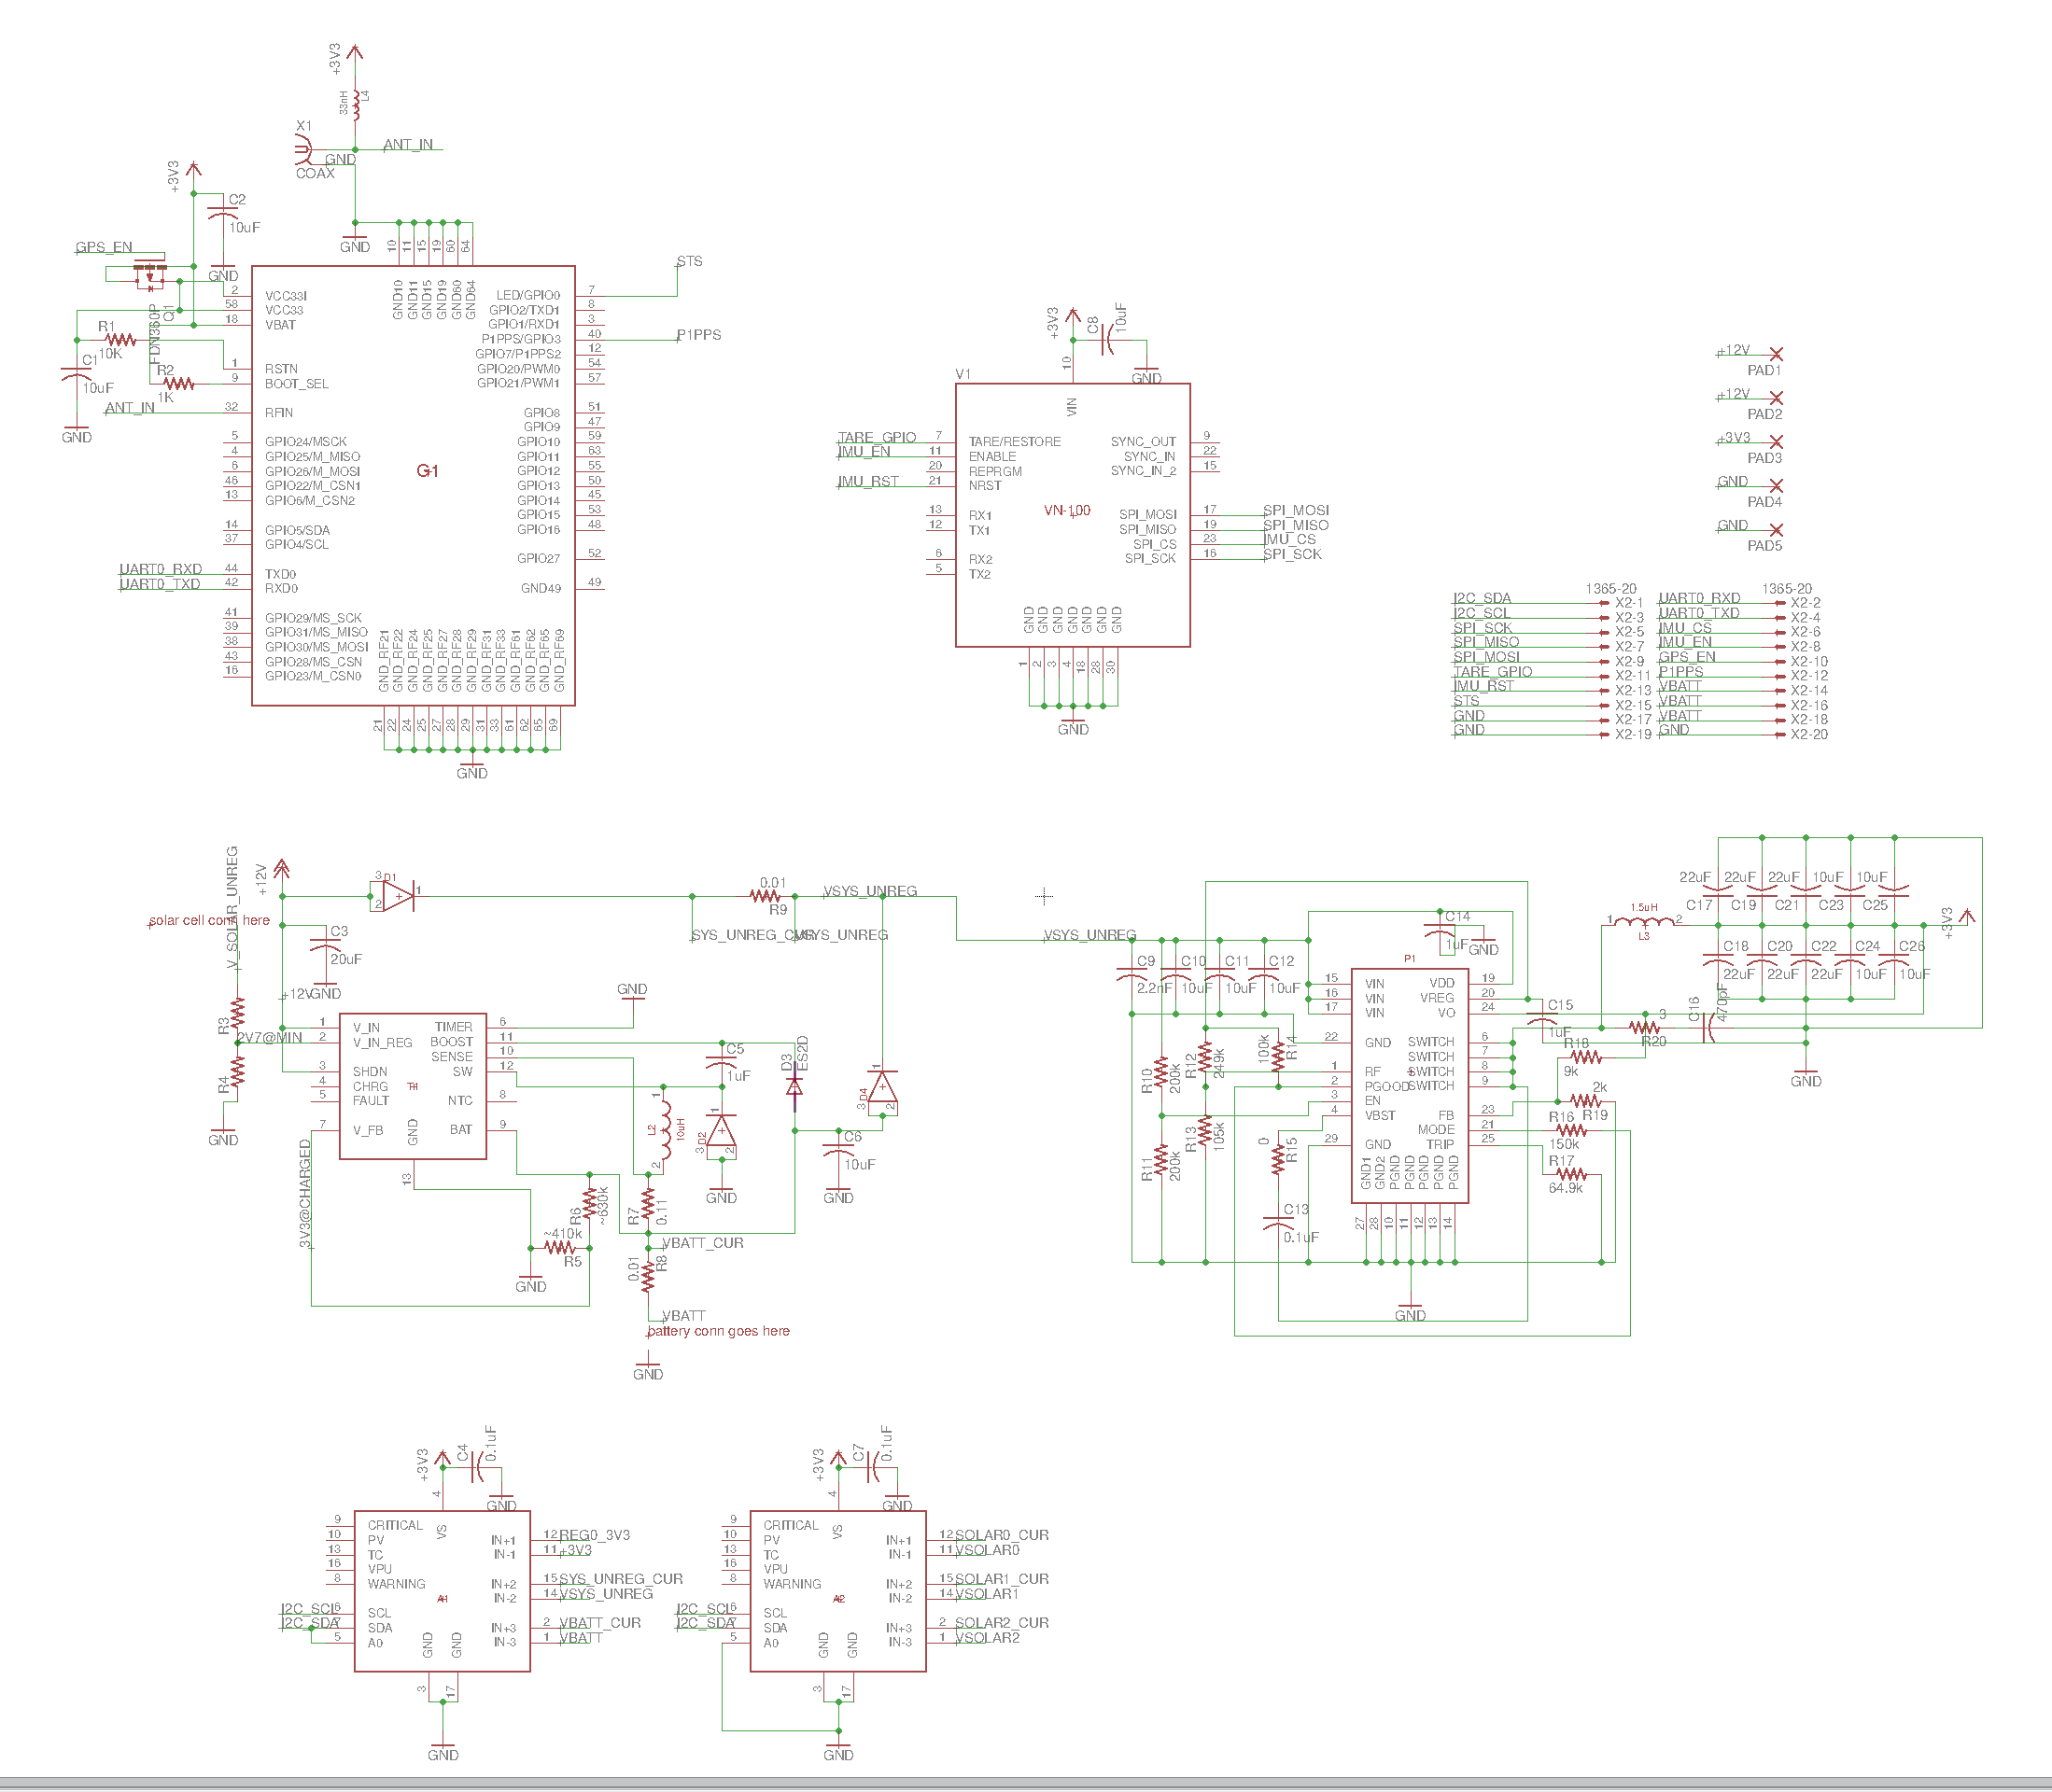 +3V3
33nH
L4
X1
ANT_IN
GND
COAX
+3V3
C2
10uF
GPS_EN
GND
GND
10
11
15
19
60
64
STS
GND10
GND11
GND15
GND19
GND60
GND64
2 VCC33I
58 VCC33
18 VBAT
LED/GPIO0 7
GPIO2/TXD1 8
GPIO1/RXD1 3
P1PPS/GPIO3 40 P1PPS
GPIO7/P1PPS2 12
GPIO20/PWM0 54
GPIO21/PWM1 57
Q1
FDN360P
R1
10K
C1
10uF
R2
1K
GND
1 RSTN
9 BOOT_SEL
ANT_IN 32 RFIN
GPIO8 51
GPIO9 47
GPIO10 59
GPIO11 63
GPIO12 55
GPIO13 50
GPIO14 45
GPIO15 53
GPIO16 48
GPIO27 52
GND49 49
5 GPIO24/MSCK
4 GPIO25/M_MISO
6 GPIO26/M_MOSI
46 GPIO22/M_CSN1
13 GPIO6/M_CSN2
G1
14 GPIO5/SDA
37 GPIO4/SCL
UART0_RXD 44 TXD0
UART0_TXD 42 RXD0
41 GPIO29/MS_SCK
39 GPIO31/MS_MISO
38 GPIO30/MS_MOSI
43 GPIO28/MS_CSN
16 GPIO23/M_CSN0
GND_RF21
GND_RF22
GND_RF24
GND_RF25
GND_RF27
GND_RF28
GND_RF29
GND_RF31
GND_RF33
GND_RF61
GND_RF62
GND_RF65
GND_RF69
21
22
24
25
27
28
29
31
33
61
62
65
69
GND
+3V3
C8
10uF
GND
10
V1
VIN
TARE_GPIO 7 TARE/RESTORE
IMU_EN 11 ENABLE
20 REPRGM
IMU_RST 21 NRST
13 RX1
12 TX1
6 RX2
5 TX2
VN-100
SYNC_OUT 9
SYNC_IN 22
SYNC_IN_2 15
SPI_MOSI 17 SPI_MOSI
SPI_MISO 19 SPI_MISO
SPI_CS 23 IMU_CS
SPI_SCK 16 SPI_SCK
GND
GND
GND
GND
GND
GND
GND
1
2
3
4
18
28
30
GND
+12V
PAD1
+12V
PAD2
+3V3
PAD3
GND
PAD4
GND
PAD5
1365-20 1365-20
I2C_SDA X2-1 UART0_RXD X2-2
I2C_SCL X2-3 UART0_TXD X2-4
SPI_SCK X2-5 IMU_CS X2-6
SPI_MISO X2-7 IMU_EN X2-8
SPI_MOSI X2-9 GPS_EN X2-10
TARE_GPIO X2-11 P1PPS X2-12
IMU_RST X2-13 VBATT X2-14
STS X2-15 VBATT X2-16
GND X2-17 VBATT X2-18
GND X2-19 GND X2-20
V_SOLAR_UNREG
+12V
solar cell conn here
3
D1
1
2
0.01
R9
VSYS_UNREG
SYS_UNREG_CUR
VSYS_UNREG
C3
20uF
+12V
GND
GND
R3
2V7@MIN
R4
GND
1 V_IN
2 V_IN_REG
3 SHDN
4 CHRG
5 FAULT
7 V_FB
TIMER 6
BOOST 11
SENSE 10
SW 12
NTC 8
BAT 9
GND
13
C5
1uF
D3
ES2D
L2
10uH
1
2
D2
1
3
2
GND
D4
1
3
2
C6
10uF
GND
3V3@CHARGED
R6
~630k
~410k
R5
GND
R7
0.11
VBATT_CUR
0.01
R8
VBATT
battery conn goes here
GND
VSYS_UNREG
C9
2.2nF
C10
10uF
C11
10uF
C12
10uF
C14
1uF
GND
P1
15 VIN
16 VIN
17 VIN
22 GND
1 RF
2 PGOOD
3 EN
4 VBST
29 GND
VDD 19
VREG 20
VO 24
SWITCH 6
SWITCH 7
SWITCH 8
SWITCH 9
FB 23
MODE 21
TRIP 25
GND1
GND2
PGND
PGND
PGND
PGND
PGND
27
28
10
11
12
13
14
GND
R10
200k
R11
200k
R12
249k
R13
105k
100k
R14
0
R15
C13
0.1uF
C15
1uF
3
R20
C16
470pF
R18
9k
2k
R19
R16
150k
R17
64.9k
1.5uH
1
2
L3
22uF 22uF 22uF 10uF 10uF
C17 C19 C21 C23 C25
C18 C20 C22 C24 C26
22uF 22uF 22uF 10uF 10uF
+3V3
GND
+3V3
C4
0.1uF
GND
4
VS
9 CRITICAL
10 PV
13 TC
16 VPU
8 WARNING
I2C_SCL 6 SCL
I2C_SDA 7 SDA
5 A0
A1
IN+1 12 REG0_3V3
IN-1 11 +3V3
IN+2 15 SYS_UNREG_CUR
IN-2 14 VSYS_UNREG
IN+3 2 VBATT_CUR
IN-3 1 VBATT
GND
GND
3
17
GND
+3V3
C7
0.1uF
GND
4
VS
9 CRITICAL
10 PV
13 TC
16 VPU
8 WARNING
I2C_SCL 6 SCL
I2C_SDA 7 SDA
5 A0
A2
IN+1 12 SOLAR0_CUR
IN-1 11 VSOLAR0
IN+2 15 SOLAR1_CUR
IN-2 14 VSOLAR1
IN+3 2 SOLAR2_CUR
IN-3 1 VSOLAR2
GND
GND
3
17
GND